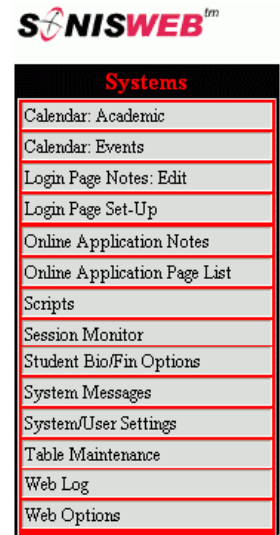 SONISWEB tm
Systems
Calendar: Academic
Calendar: Events
Login Page Notes: Edit
Login Page Set-Up
Online Application Notes
Online Application Page List
Scripts
Session Monitor
Student Bio/Fin Options
System Messages
System/User Settings
Table Maintenance
Web Log
Web Options